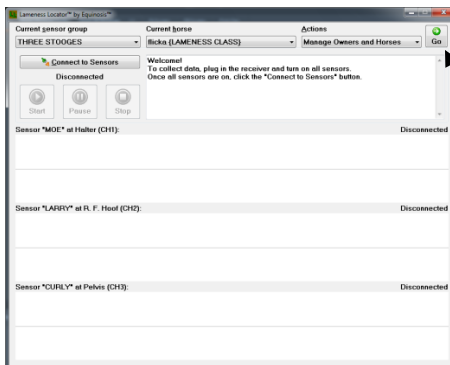 Lameness Locator™ by Equinosis™
Current sensor group
Current horse
Actions
THREE STOOGES
flicka (LAMENESS CLASS)
Manage Owners and Horses
Go
Connect to Sensors
Disconnected
Welcome!
To collect data, plug in the receiver and turn on all sensors.
Once all sensors are on, click the "Connect to Sensors" button.
Start
Pause
Stop
Sensor "MOE" at Halter (CH1):
Disconnected
Sensor "LARRY" at R. F. Hoof (CH2):
Disconnected
Sensor "CURLY" at Pelvis (CH3):
Disconnected